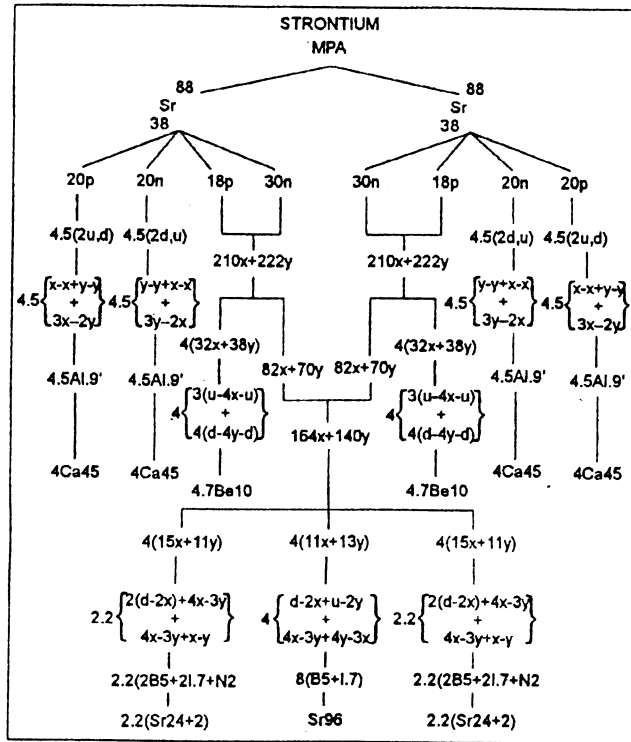 STRONTIUM
MPA
88 88
Sr Sr
38 38
20p 20n 18p 30n 30n 18p 20n 20p
4.5(2u,d) 4.5(2d,u) 4.5(2d,u) 4.5(2u,d)
210x+222y 210x+222y
4.5{x-x+y-y + 3x-2y} 4.5{y-y+x-x + 3y-2x} 4.5{y-y+x-x + 3y-2x} 4.5{x-x+y-y + 3x-2y}
4(32x+38y) 82x+70y 82x+70y 4(32x+38y)
4.5Al.9' 4.5Al.9' 4.5Al.9' 4.5Al.9'
4{3(u-4x-u) + 4(d-4y-d)} 4{3(u-4x-u) + 4(d-4y-d)}
164x+140y
4Ca45 4Ca45 4Ca45 4Ca45
4.7Be10 4.7Be10
4(15x+11y) 4(11x+13y) 4(15x+11y)
2.2{2(d-2x)+4x-3y + 4x-3y+x-y} 4{d-2x+u-2y + 4x-3y+4y-3x} 2.2{2(d-2x)+4x-3y + 4x-3y+x-y}
2.2(2B5+2I.7+N2 8(B5+I.7) 2.2(2B5+2I.7+N2
2.2(Sr24+2) Sr96 2.2(Sr24+2)